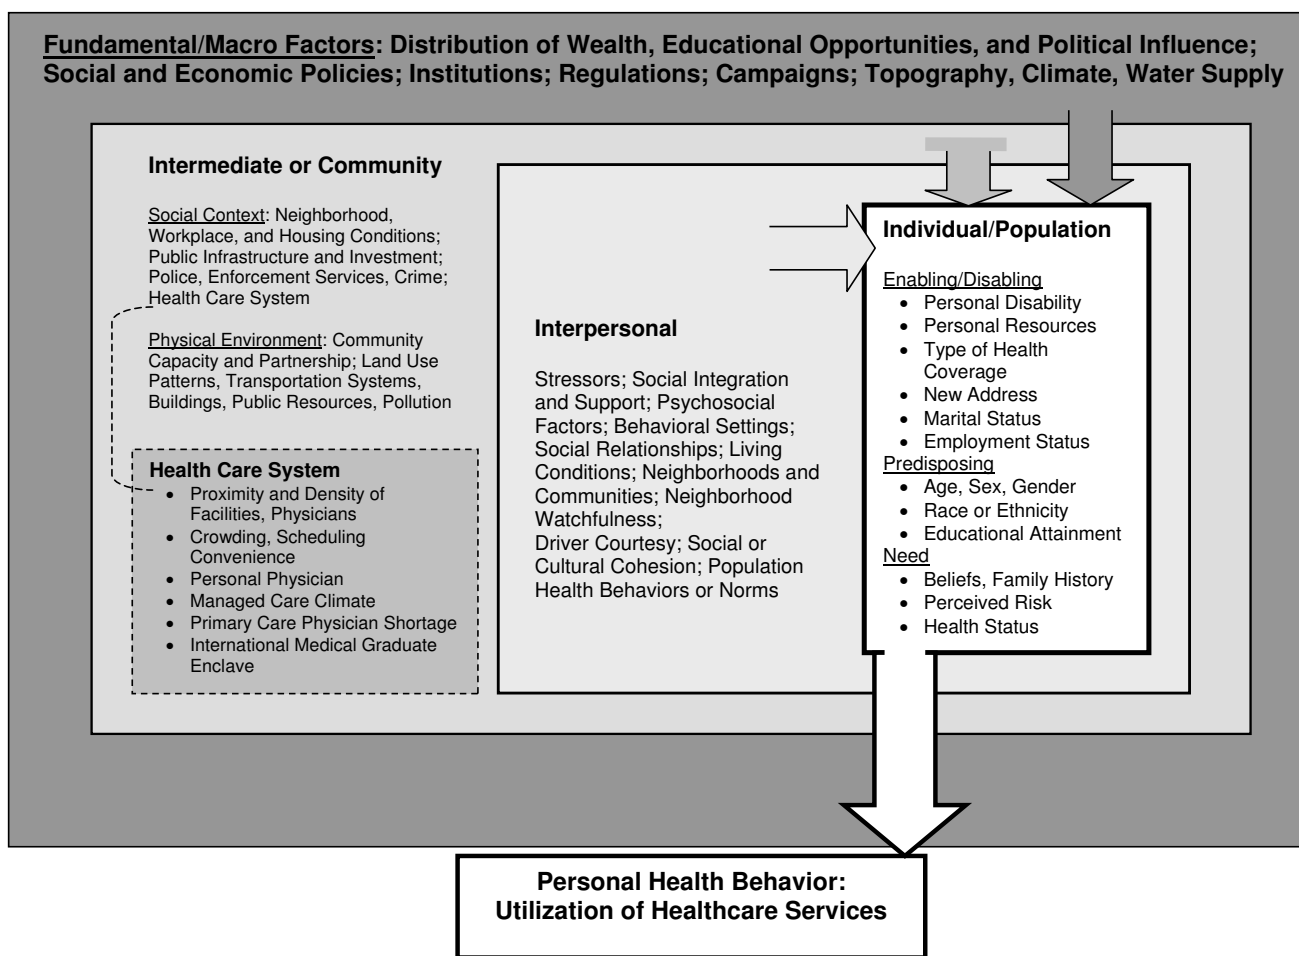 Fundamental/Macro Factors: Distribution of Wealth, Educational Opportunities, and Political Influence;
Social and Economic Policies; Institutions; Regulations; Campaigns; Topography, Climate, Water Supply
Intermediate or Community
Social Context: Neighborhood,
Workplace, and Housing Conditions;
Public Infrastructure and Investment;
Police, Enforcement Services, Crime;
Health Care System
Physical Environment: Community
Capacity and Partnership; Land Use
Patterns, Transportation Systems,
Buildings, Public Resources, Pollution
Health Care System
• Proximity and Density of
Facilities, Physicians
• Crowding, Scheduling
Convenience
• Personal Physician
• Managed Care Climate
• Primary Care Physician Shortage
• International Medical Graduate
Enclave
Interpersonal
Stressors; Social Integration
and Support; Psychosocial
Factors; Behavioral Settings;
Social Relationships; Living
Conditions; Neighborhoods and
Communities; Neighborhood
Watchfulness;
Driver Courtesy; Social or
Cultural Cohesion; Population
Health Behaviors or Norms
Individual/Population
Enabling/Disabling
• Personal Disability
• Personal Resources
• Type of Health
Coverage
• New Address
• Marital Status
• Employment Status
Predisposing
• Age, Sex, Gender
• Race or Ethnicity
• Educational Attainment
Need
• Beliefs, Family History
• Perceived Risk
• Health Status
Personal Health Behavior:
Utilization of Healthcare Services